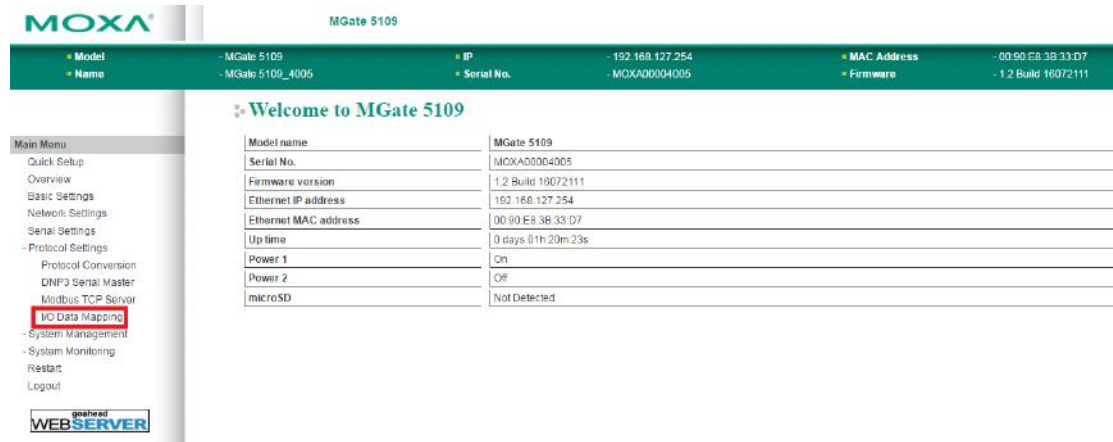 MOXA®
MGate 5109
Model - MGate 5109 IP - 192.168.127.254 MAC Address - 00:90:E8:3B:33:D7
Name - MGate 5109_4005 Serial No. - MOXA00004005 Firmware - 1.2 Build 16072111
Welcome to MGate 5109
Main Menu
Quick Setup
Overview
Basic Settings
Network Settings
Serial Settings
- Protocol Settings
Protocol Conversion
DNP3 Serial Master
Modbus TCP Server
I/O Data Mapping
- System Management
- System Monitoring
Restart
Logout
goahead
WEBSERVER
Model name MGate 5109
Serial No. MOXA00004005
Firmware version 1.2 Build 16072111
Ethernet IP address 192.168.127.254
Ethernet MAC address 00:90:E8:3B:33:D7
Up time 0 days 01h:20m:23s
Power 1 On
Power 2 Off
microSD Not Detected